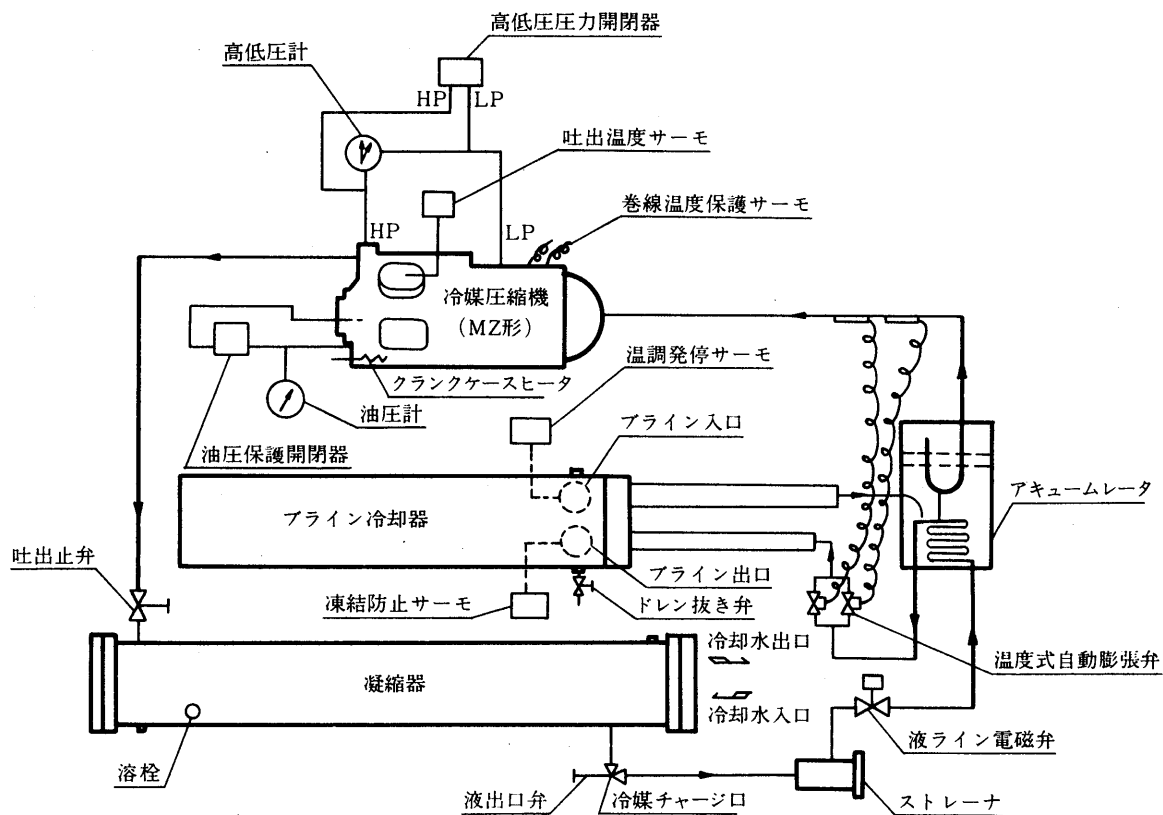 高低圧圧力開閉器
高低圧計
HP
LP
吐出温度サーモ
巻線温度保護サーモ
HP
LP
冷媒圧縮機
(MZ形)
温調発停サーモ
クランクケースヒータ
油圧計
ブライン入口
油圧保護開閉器
アキュームレータ
ブライン冷却器
吐出止弁
ブライン出口
凍結防止サーモ
ドレン抜き弁
冷却水出口
温度式自動膨張弁
凝縮器
冷却水入口
液ライン電磁弁
溶栓
液出口弁
冷媒チャージ口
ストレーナ